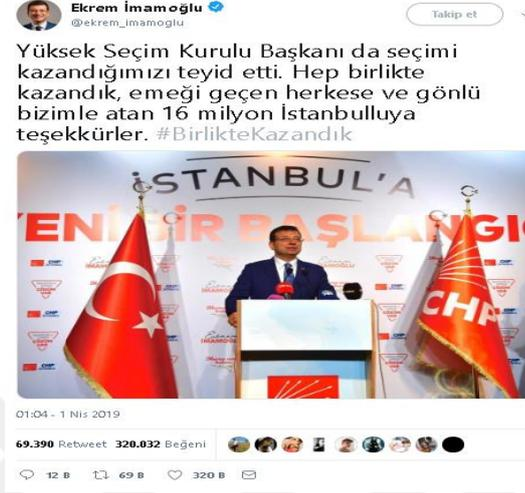 Ekrem İmamoğlu
@ekrem_imamoglu
Takip et
Yüksek Seçim Kurulu Başkanı da seçimi
kazandığımızı teyid etti. Hep birlikte
kazandık, emeği geçen herkese ve gönlü
bizimle atan 16 milyon İstanbulluya
teşekkürler. #BirlikteKazandık
İSTANBUL'A
YENİ BİR BAŞLANGIÇ
CHP
01:04 - 1 Nis 2019
69.390 Retweet 320.032 Beğeni
12 B 69 B 320 B